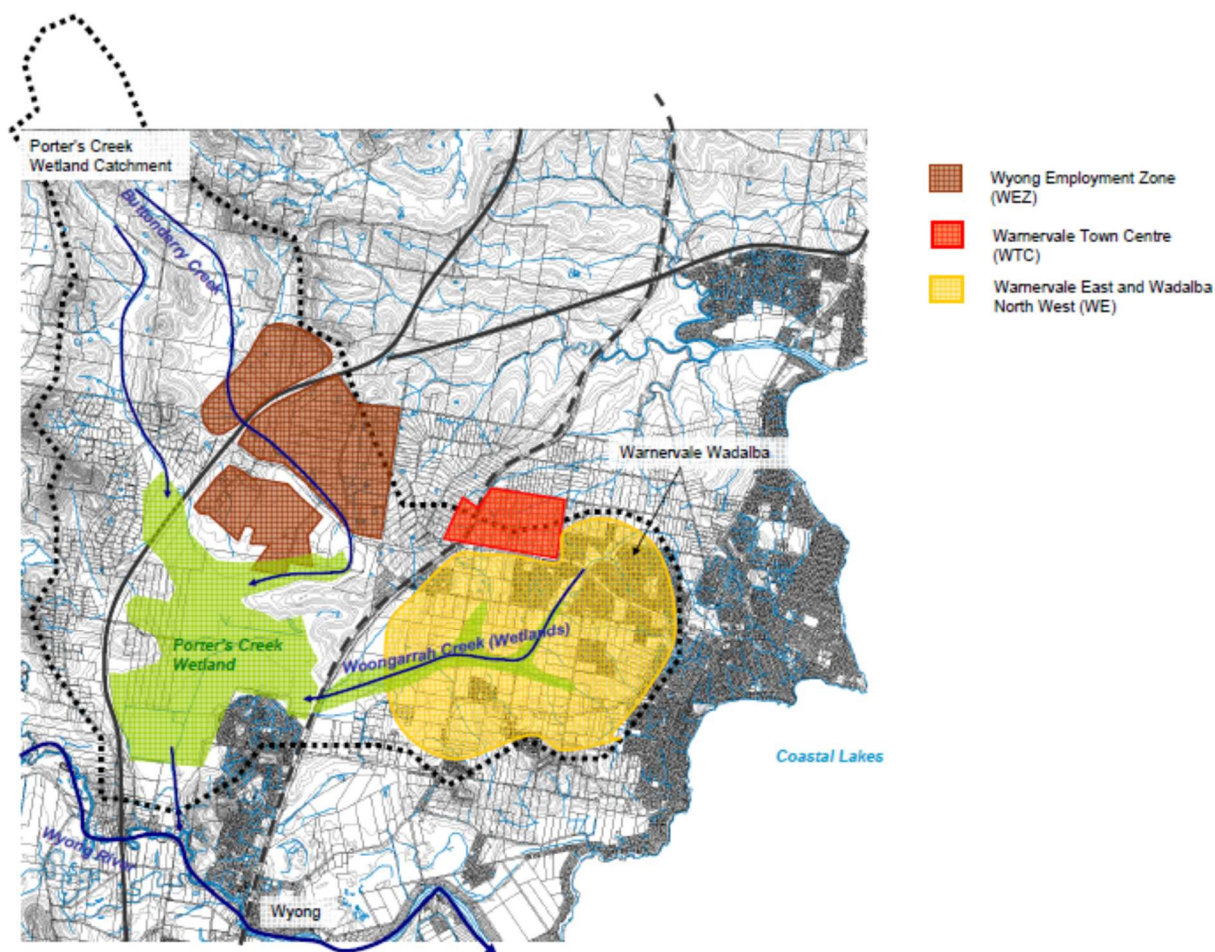 Porter's Creek
Wetland Catchment
Buttonderry Creek
Wyong Employment Zone
(WEZ)
Warnervale Town Centre
(WTC)
Warnervale East and Wadalba
North West (WE)
Warnervale Wadalba
Woongarrah Creek (Wetlands)
Porter's Creek
Wetland
Coastal Lakes
Wyong River
Wyong